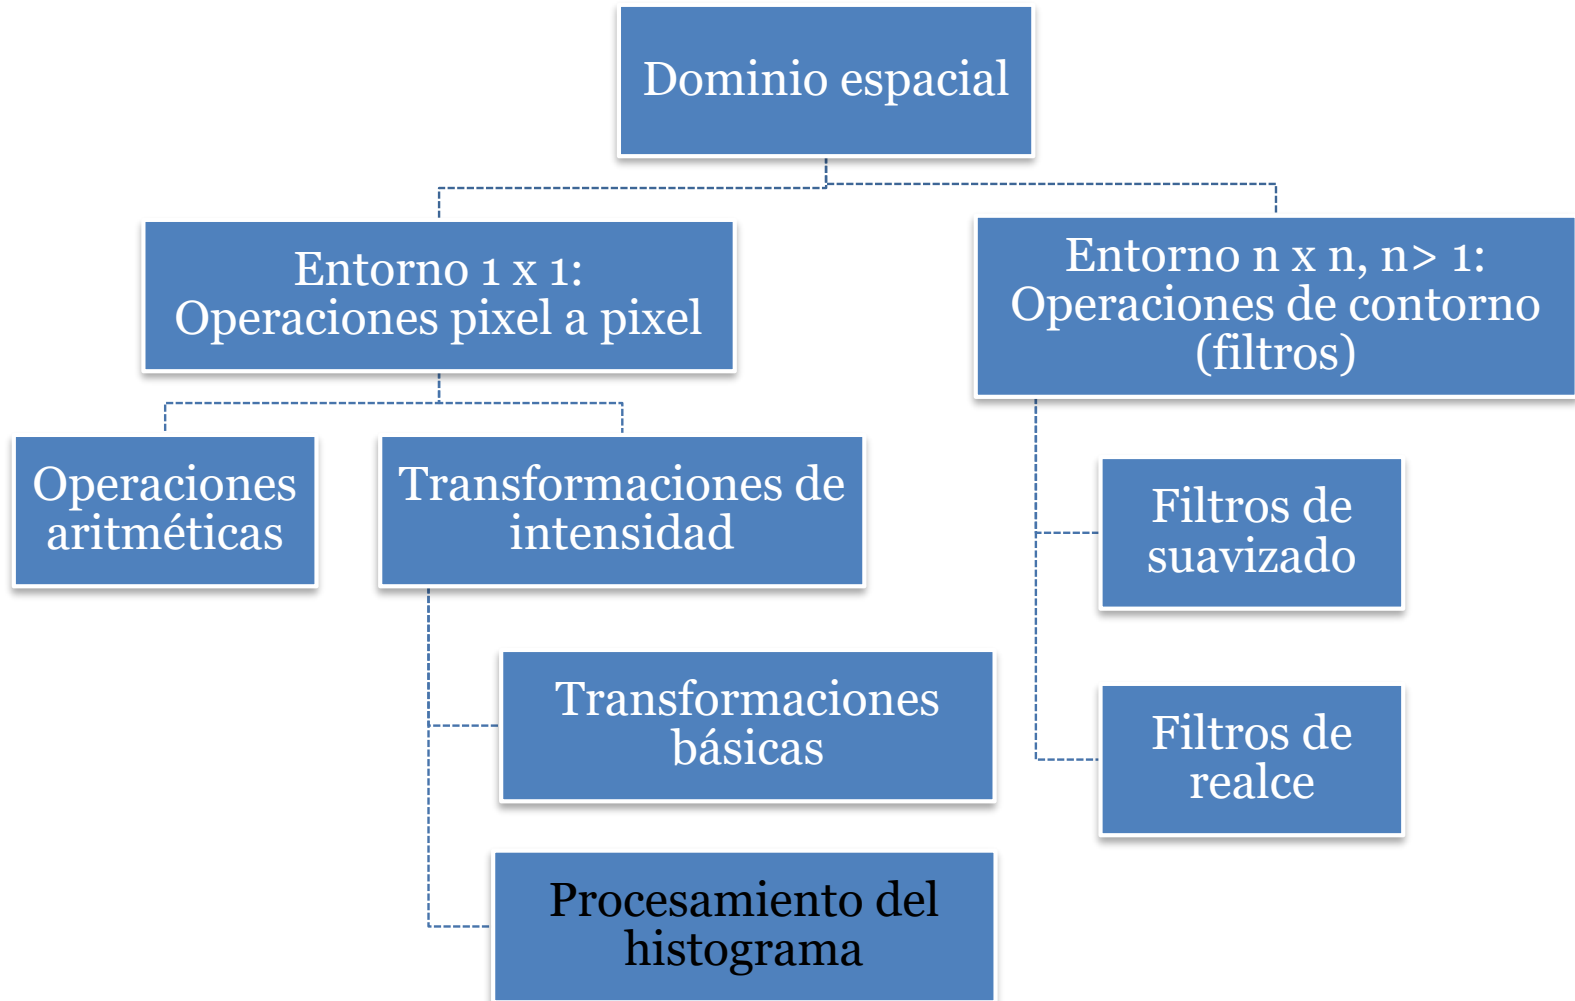 Dominio espacial
Entorno 1 x 1:
Operaciones pixel a pixel
Entorno n x n, n> 1:
Operaciones de contorno
(filtros)
Operaciones
aritméticas
Transformaciones de
intensidad
Filtros de
suavizado
Transformaciones
básicas
Filtros de
realce
Procesamiento del
histograma